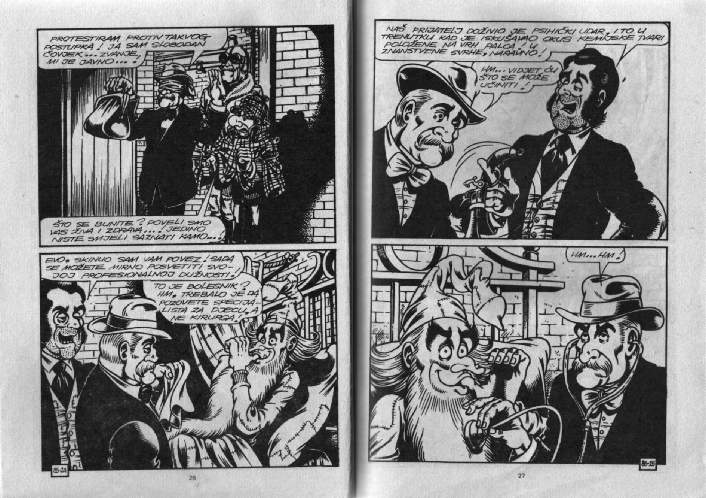 PROTESTIRAM PROTIV TAKVOG
POSTUPKA! JA SAM SLOBODAN
ČOVJEK... ZVANJE
MI JE JAVNO...!
ŠTO SE BUNITE? POVELI SMO
VAS ŽIVA I ZDRAVA... JEDINO
NISTE SMJELI SAZNATI KAMO...
EVO. SKINUO SAM VAM POVEZ! SADA
SE MOŽETE MIRNO POSVETITI SVO-
JOJ PROFESIONALNOJ DUŽNOSTI!
TO JE BOLESNIK?
HM. TREBALO JE DA
POZOVETE SPECIJA-
LISTA ZA DJECU, A
NE KIRURGA!
26
NAŠ PRIJATELJ DOŽIVIO JE PSIHIČKI UDAR, I TO U
TRENUTKU KAD JE ISKUŠAVAO OKUS KEMIJSKE TVARI
POLOŽENE NA VRH PALCA! U
ZNANSTVENE SVRHE, NARAVNO!
HM... VIDJET ĆU
ŠTO SE MOŽE
UČINITI!
HM... HM!
27